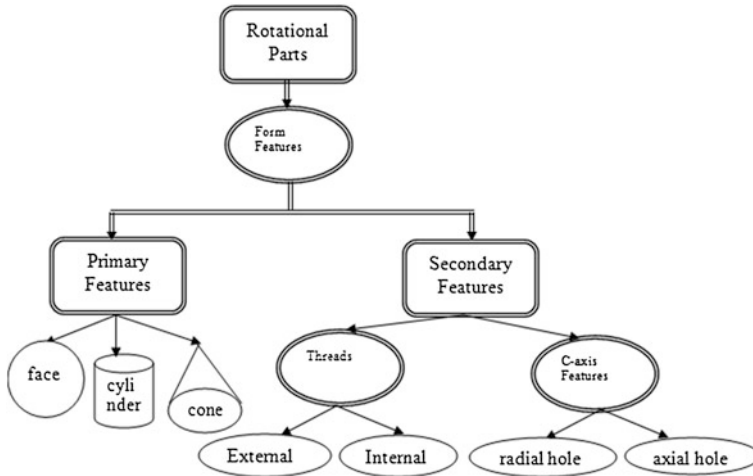 Rotational
Parts
Form
Features
Primary
Features
Secondary
Features
face
cyli
nder
cone
Threads
C-axis
Features
External
Internal
radial hole
axial hole